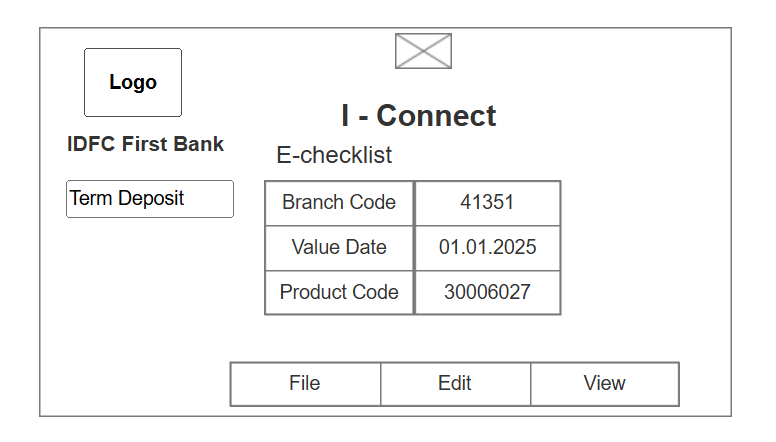 Logo
IDFC First Bank
Term Deposit
I - Connect
E-checklist
Branch Code 41351
Value Date 01.01.2025
Product Code 30006027
File Edit View